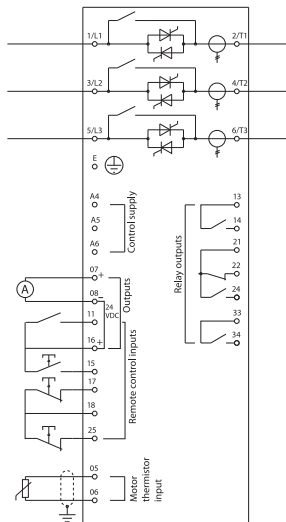 1/L1 2/T1
3/L2 4/T2
5/L3 6/T3
E
A4
A5
A6
Control supply
13
14
21
22
24
33
34
Relay outputs
07 +
A
08 –
24 VDC
11
16 +
Outputs
15
17
18
25
Remote control inputs
05
06
Motor
thermistor
input